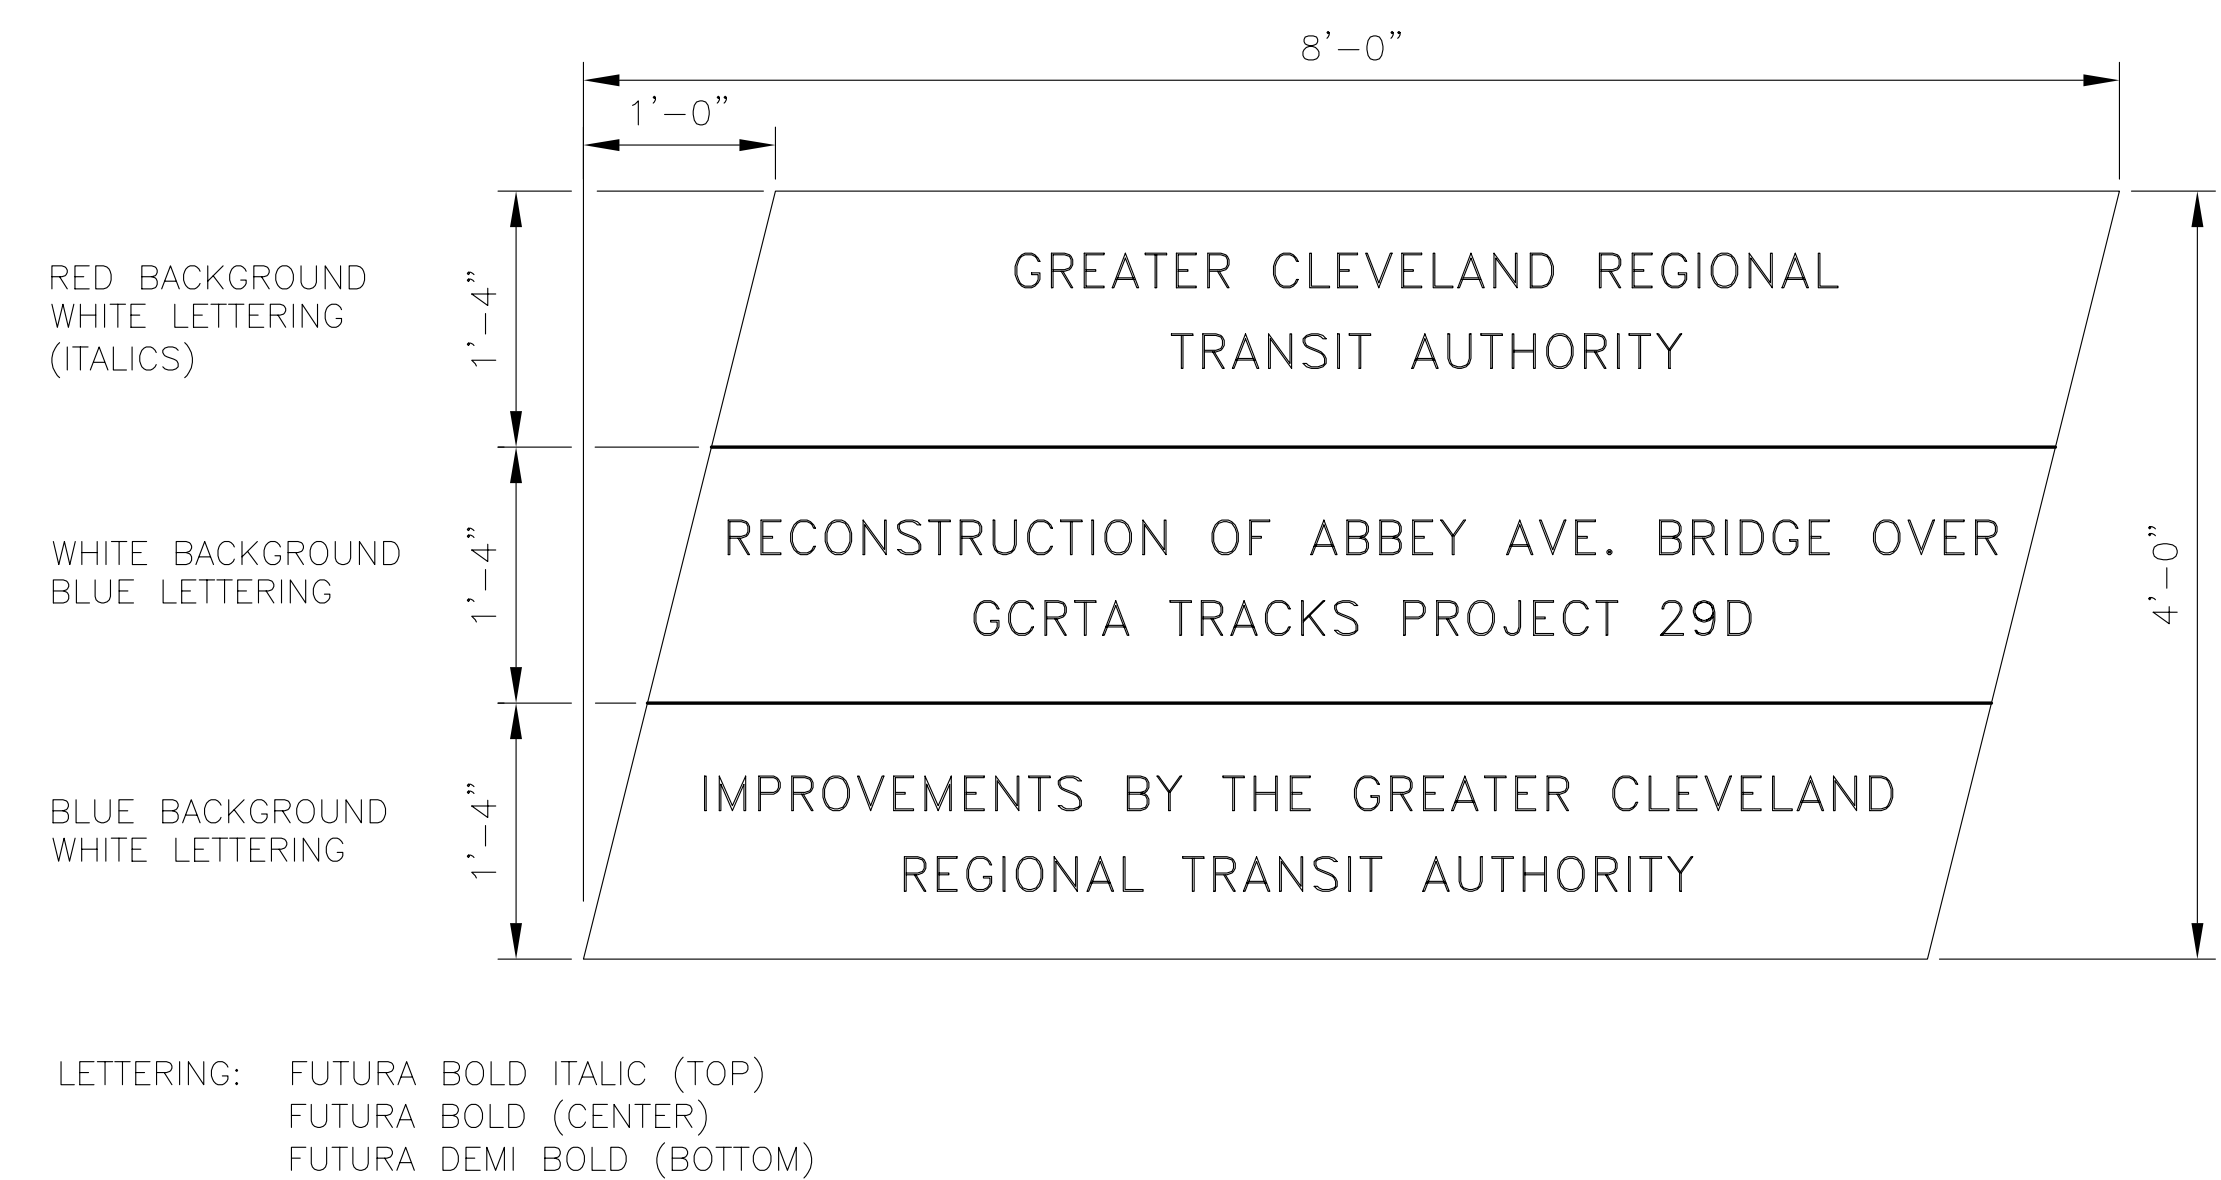 8'-0"
1'-0"
RED BACKGROUND
WHITE LETTERING
(ITALICS)
1'-4"
GREATER CLEVELAND REGIONAL
TRANSIT AUTHORITY
WHITE BACKGROUND
BLUE LETTERING
1'-4"
RECONSTRUCTION OF ABBEY AVE. BRIDGE OVER
GCRTA TRACKS PROJECT 29D
4'-0"
BLUE BACKGROUND
WHITE LETTERING
1'-4"
IMPROVEMENTS BY THE GREATER CLEVELAND
REGIONAL TRANSIT AUTHORITY
LETTERING: FUTURA BOLD ITALIC (TOP)
FUTURA BOLD (CENTER)
FUTURA DEMI BOLD (BOTTOM)